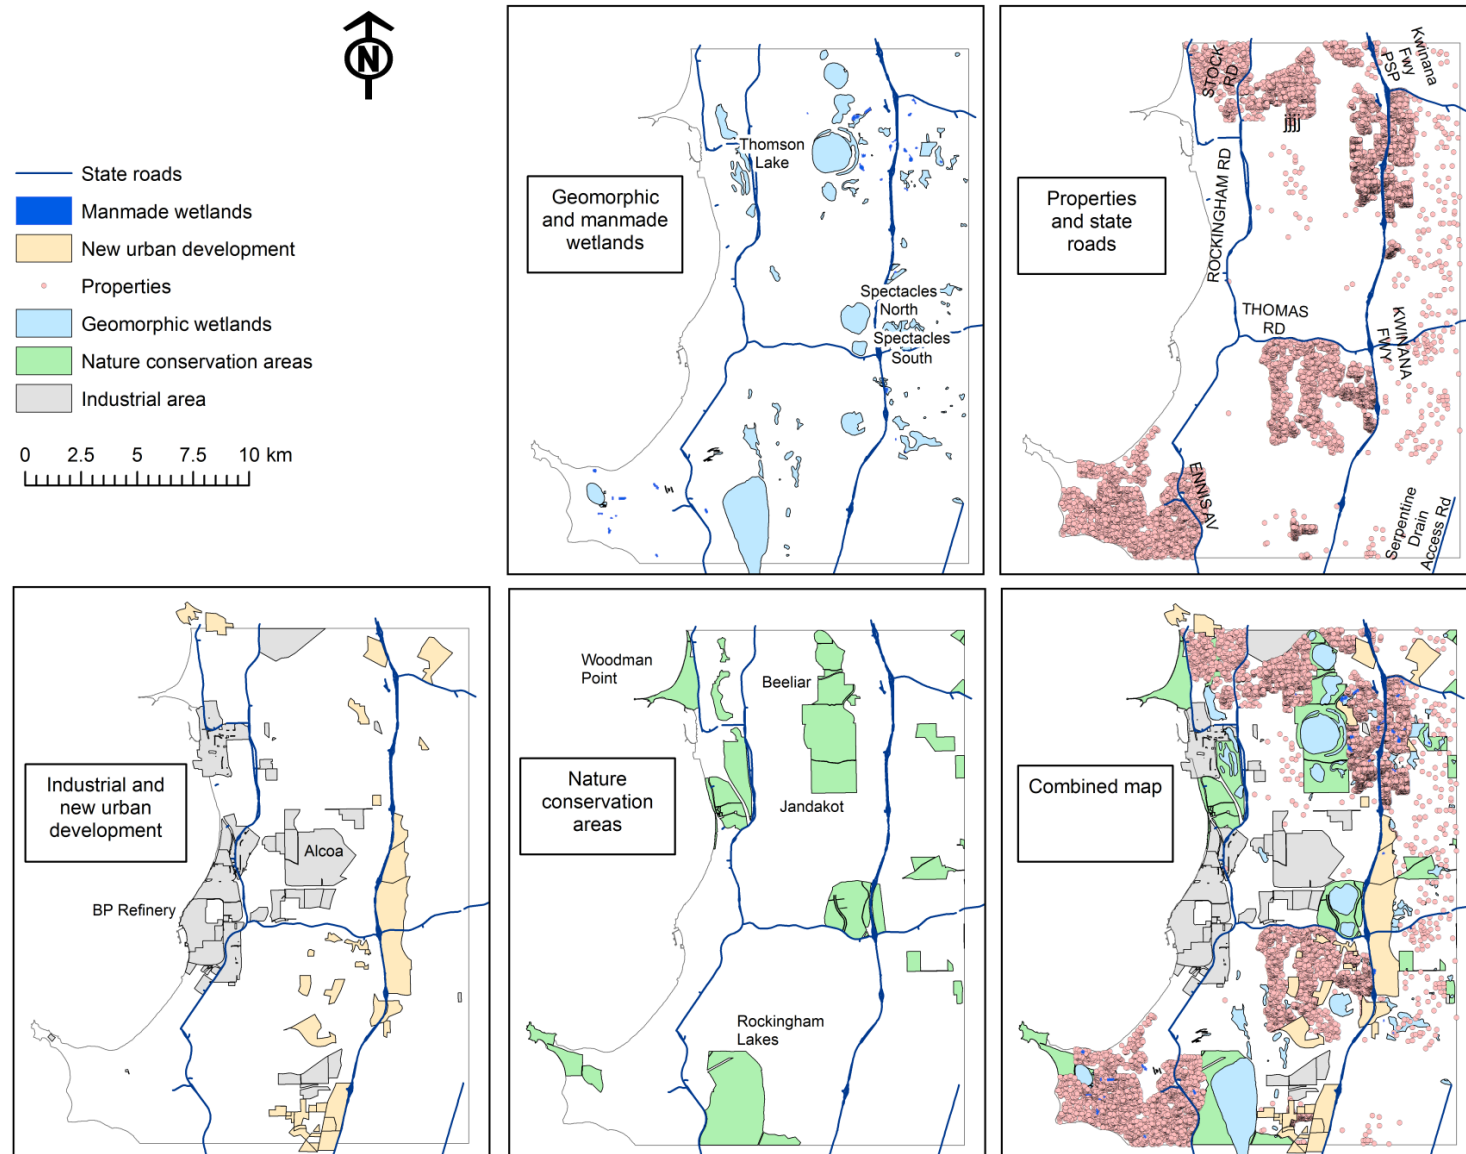 N
State roads
Manmade wetlands
New urban development
Properties
Geomorphic wetlands
Nature conservation areas
Industrial area
0 2.5 5 7.5 10 km
Geomorphic
and manmade
wetlands
Thomson
Lake
Spectacles
North
Spectacles
South
Properties
and state
roads
STOCK
RD
Kwinana
Fwy
PSP
jjjj
ROCKINGHAM RD
THOMAS
RD
KWINANA
FWY
ENNIS AV
Serpentine
Drain
Access Rd
Industrial and
new urban
development
Alcoa
BP Refinery
Nature
conservation
areas
Woodman
Point
Beeliar
Jandakot
Rockingham
Lakes
Combined map